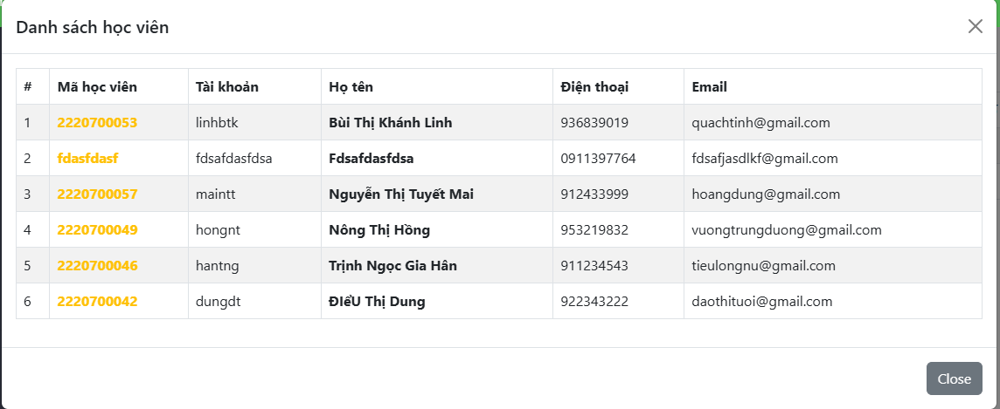 Danh sách học viên
# Mã học viên Tài khoản Họ tên Điện thoại Email
1 2220700053 linhbtk Bùi Thị Khánh Linh 936839019 quachtinh@gmail.com
2 fdasfdasf fdsafdasfdsa Fdsafdasfdsa 0911397764 fdsafjasdlkf@gmail.com
3 2220700057 maintt Nguyễn Thị Tuyết Mai 912433999 hoangdung@gmail.com
4 2220700049 hongnt Nông Thị Hồng 953219832 vuongtrungduong@gmail.com
5 2220700046 hantng Trịnh Ngọc Gia Hân 911234543 tieulongnu@gmail.com
6 2220700042 dungdt ĐIểU Thị Dung 922343222 daothituoi@gmail.com
Close